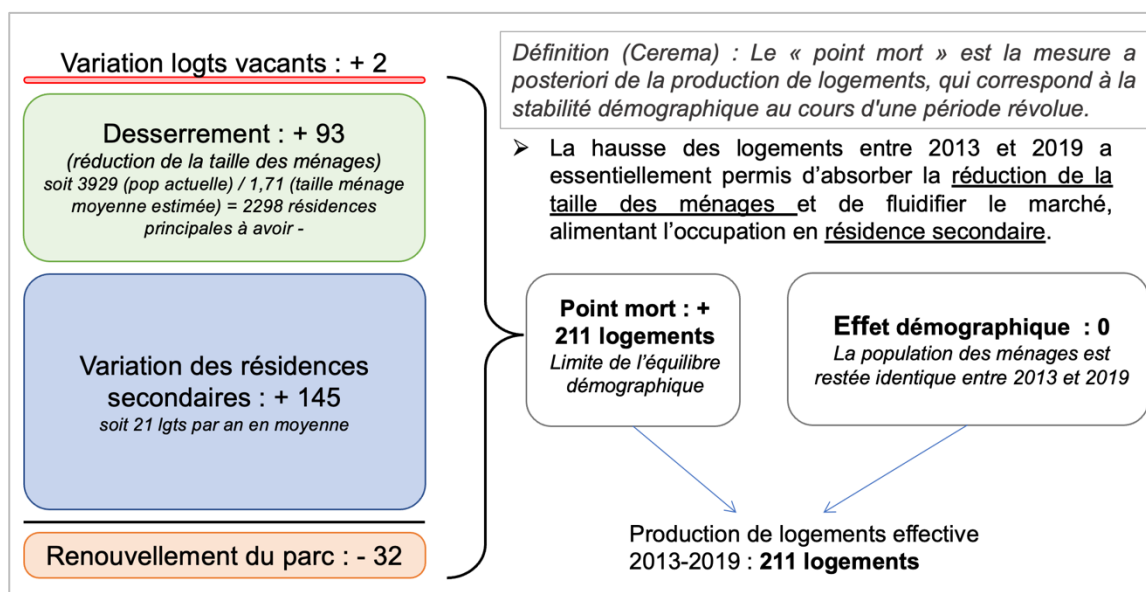 Variation logts vacants : + 2
Desserrement : + 93
(réduction de la taille des ménages)
soit 3929 (pop actuelle) / 1,71 (taille ménage
moyenne estimée) = 2298 résidences
principales à avoir -
Variation des résidences
secondaires : + 145
soit 21 lgts par an en moyenne
Renouvellement du parc : - 32
Définition (Cerema) : Le « point mort » est la mesure a
posteriori de la production de logements, qui correspond à la
stabilité démographique au cours d'une période révolue.
➢ La hausse des logements entre 2013 et 2019 a
essentiellement permis d’absorber la réduction de la
taille des ménages et de fluidifier le marché,
alimentant l’occupation en résidence secondaire.
Point mort : +
211 logements
Limite de l’équilibre
démographique
Effet démographique : 0
La population des ménages est
restée identique entre 2013 et 2019
Production de logements effective
2013-2019 : 211 logements